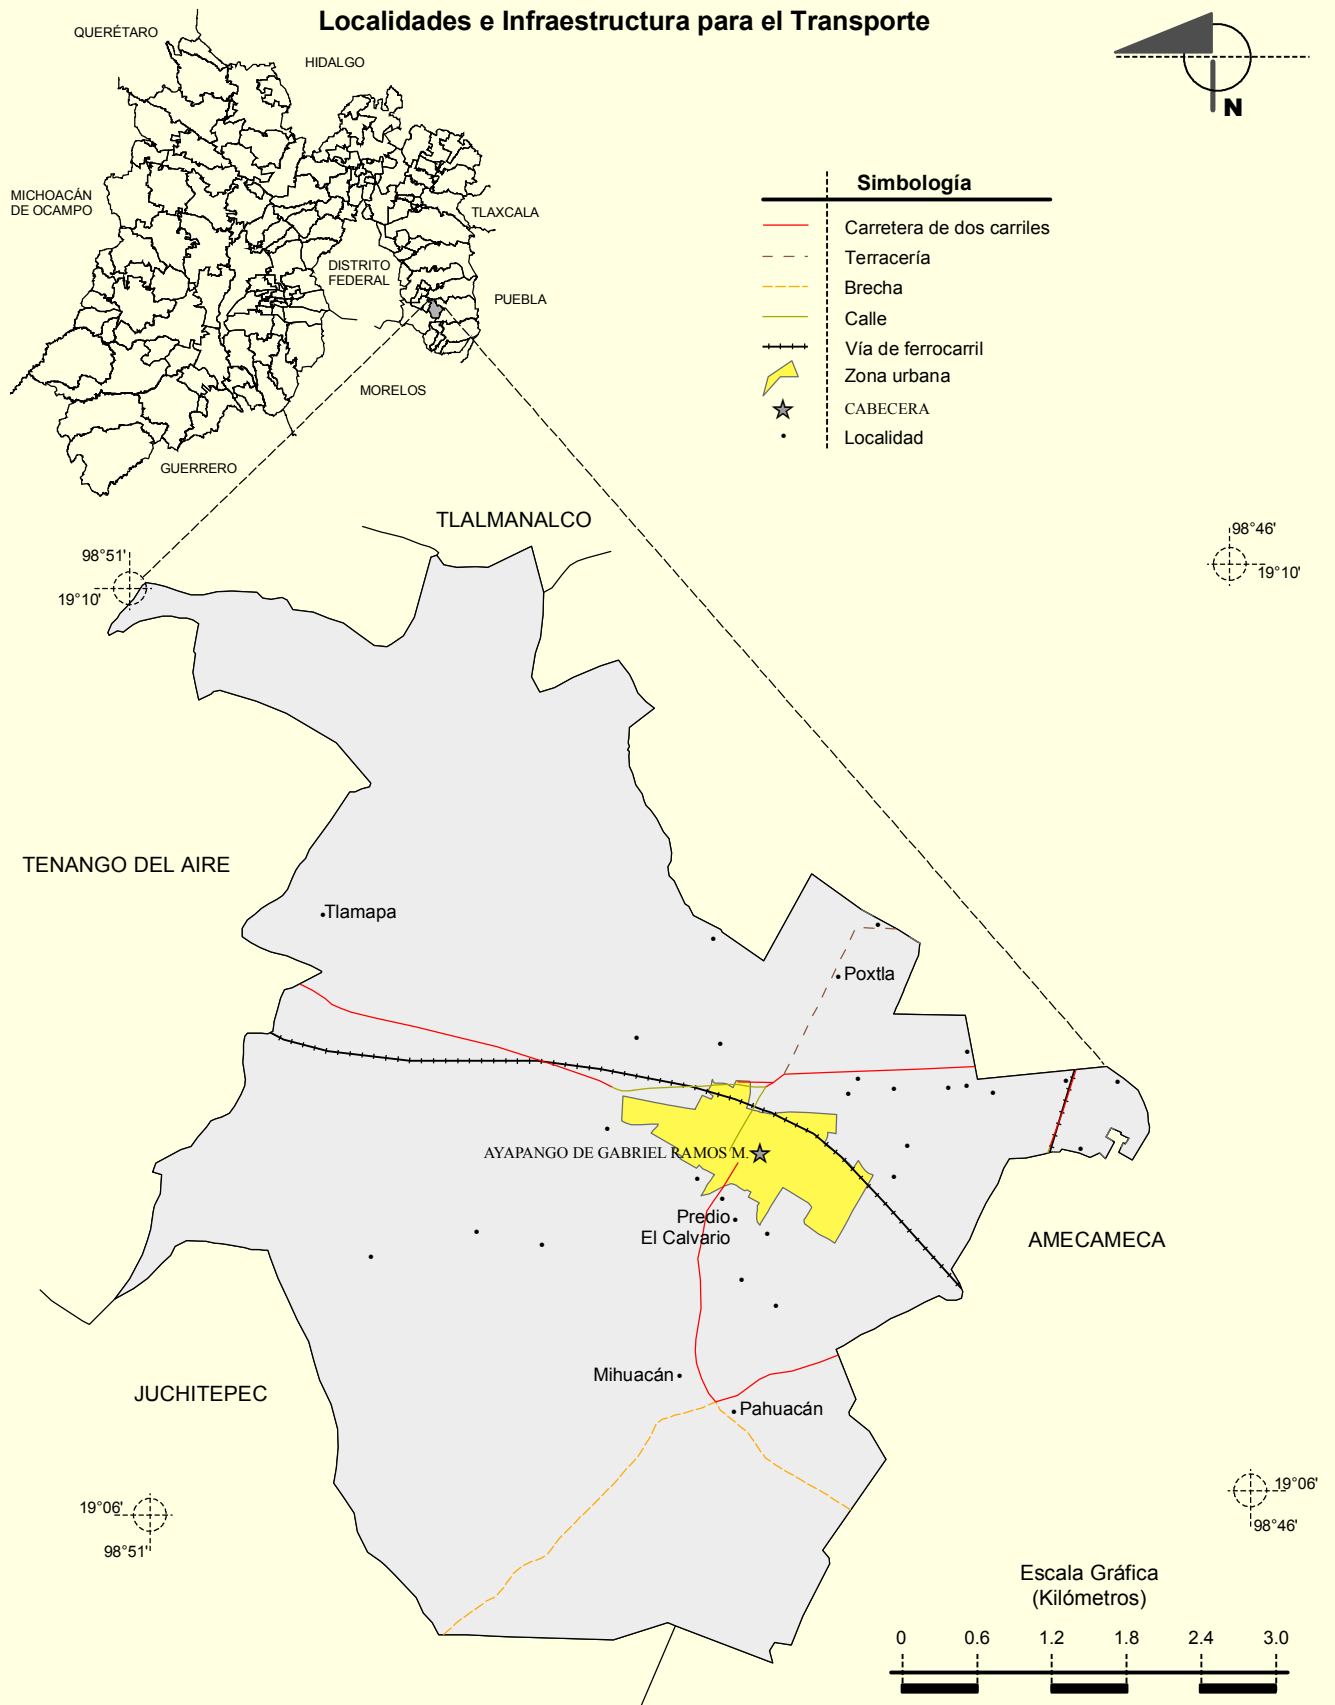 Localidades e Infraestructura para el Transporte
QUERÉTARO
HIDALGO
MICHOACÁN
DE OCAMPO
TLAXCALA
DISTRITO
FEDERAL
PUEBLA
MORELOS
GUERRERO
N
Simbología
Carretera de dos carriles
Terracería
Brecha
Calle
Vía de ferrocarril
Zona urbana
CABECERA
Localidad
TLALMANALCO
98°51'
19°10'
98°46'
19°10'
TENANGO DEL AIRE
Tlamapa
Poxtla
AYAPANGO DE GABRIEL RAMOS M.
Predio
El Calvario
AMECAMECA
Mihuacán
JUCHITEPEC
Pahuacán
19°06'
98°51'
19°06'
98°46'
Escala Gráfica
(Kilómetros)
0 0.6 1.2 1.8 2.4 3.0